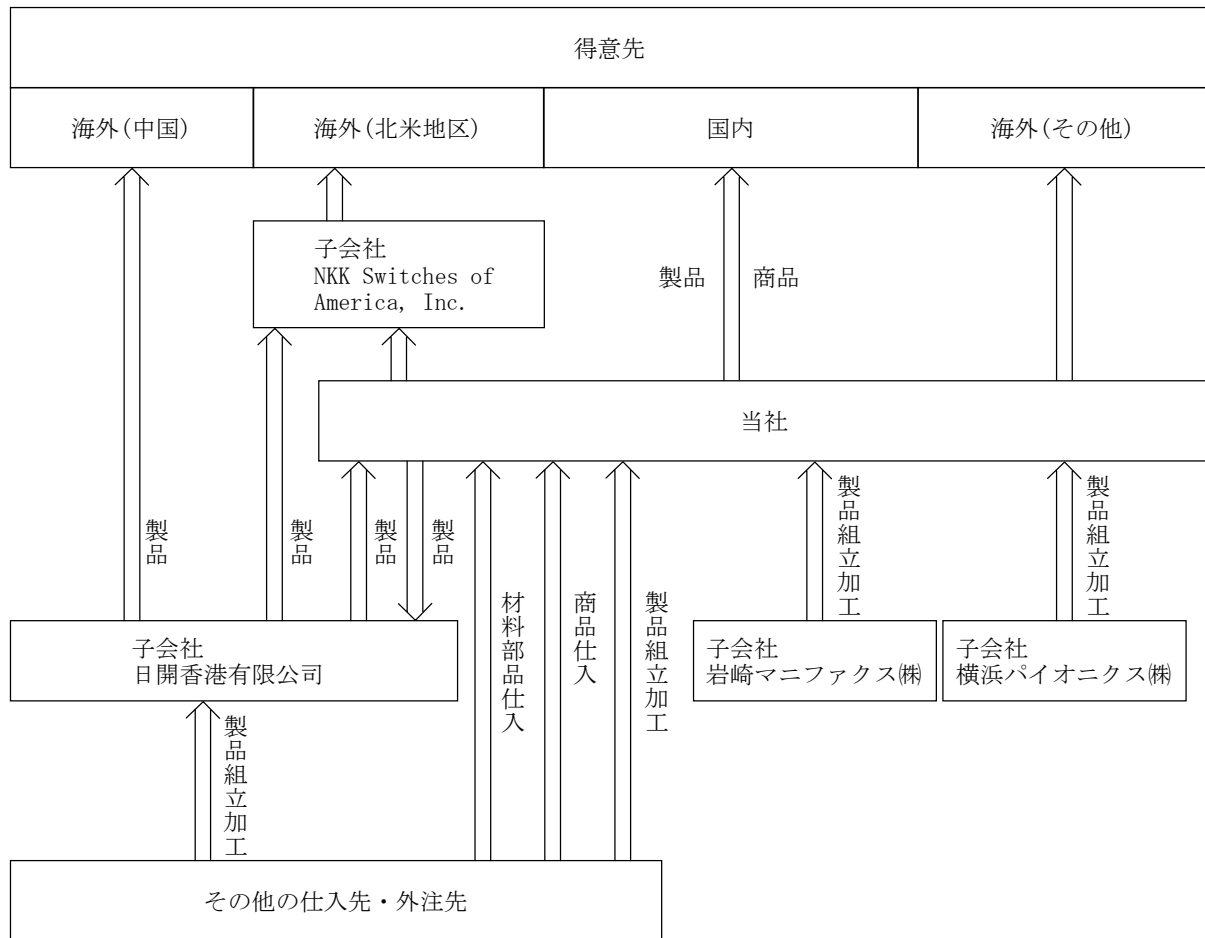 得意先
海外(中国)
海外(北米地区)
国内
海外(その他)
子会社
NKK Switches of
America, Inc.
製品
商品
当社
製品
製品
製品
製品
製品組立加工
製品組立加工
材料部品仕入
商品仕入
製品組立加工
子会社
日開香港有限公司
子会社
岩崎マニファクス㈱
子会社
横浜パイオニクス㈱
製品組立加工
その他の仕入先・外注先